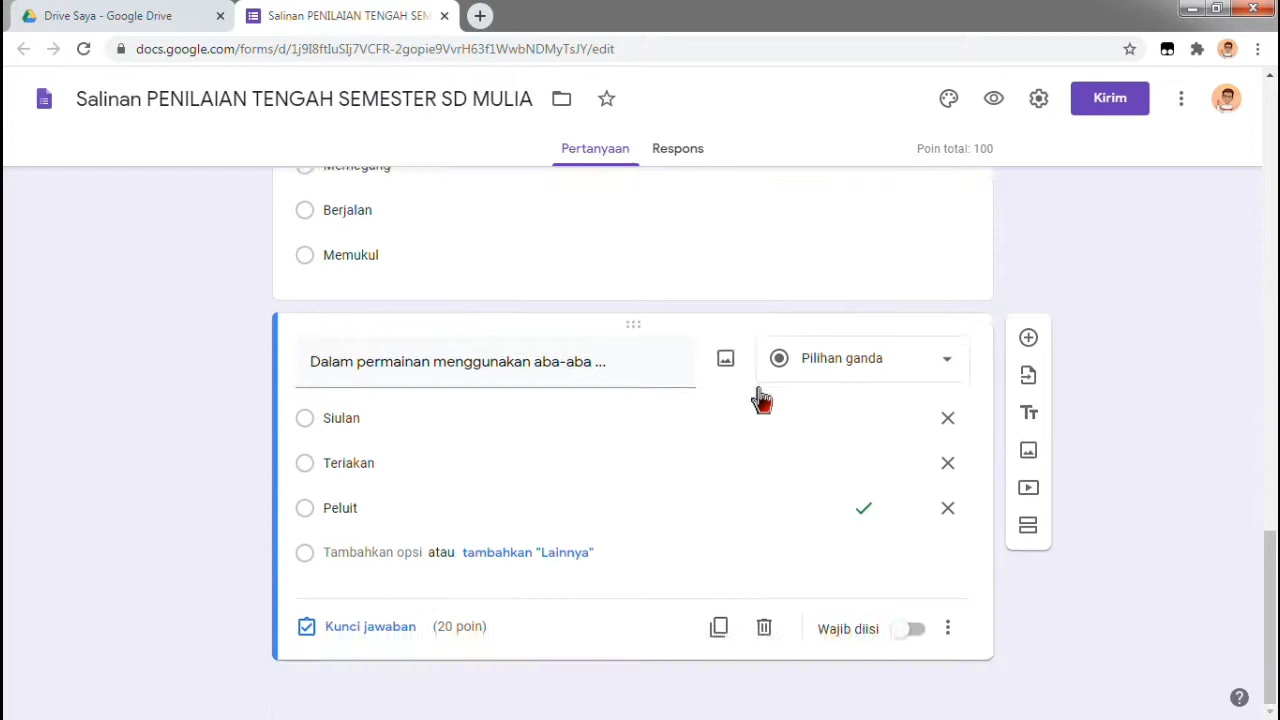 Drive Saya - Google Drive
Salinan PENILAIAN TENGAH SEM
docs.google.com/forms/d/1j9I8ftIuSIj7VCFR-2gopie9VvrH63f1WwbNDMyTsJY/edit
Salinan PENILAIAN TENGAH SEMESTER SD MULIA
Kirim
Pertanyaan
Respons
Poin total: 100
Memegang
Berjalan
Memukul
Dalam permainan menggunakan aba-aba ...
Pilihan ganda
Siulan
Teriakan
Peluit
Tambahkan opsi atau tambahkan "Lainnya"
Kunci jawaban (20 poin)
Wajib diisi